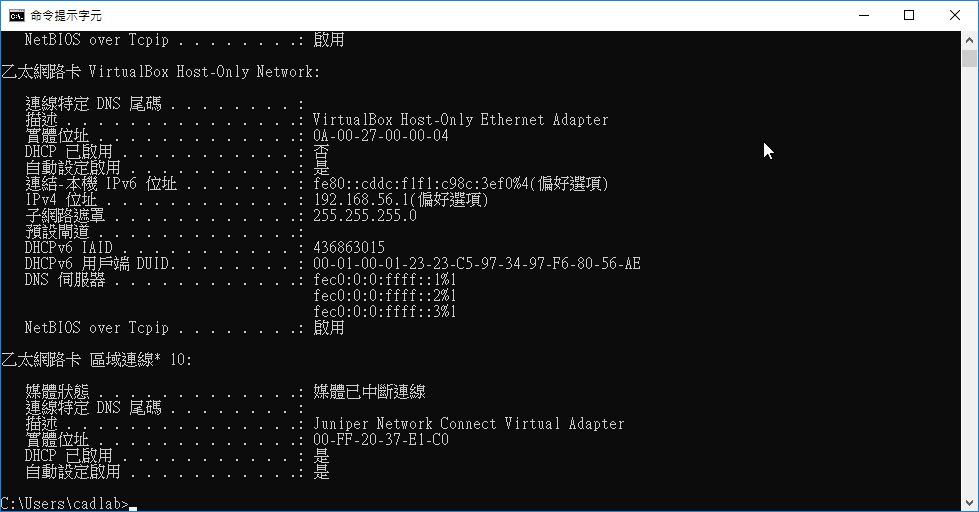 命令提示字元
NetBIOS over Tcpip . . . . . . . . : 啟用
乙太網路卡 VirtualBox Host-Only Network:
連線特定 DNS 尾碼 . . . . . . . . :
描述 . . . . . . . . . . . . . . .: VirtualBox Host-Only Ethernet Adapter
實體位址 . . . . . . . . . . . . .: 0A-00-27-00-00-04
DHCP 已啟用 . . . . . . . . . . . : 否
自動設定啟用 . . . . . . . . . . .: 是
連結-本機 IPv6 位址 . . . . . . . : fe80::cddc:f1f1:c98c:3ef0%4(偏好選項)
IPv4 位址 . . . . . . . . . . . . : 192.168.56.1(偏好選項)
子網路遮罩 . . . . . . . . . . . .: 255.255.255.0
預設閘道 . . . . . . . . . . . . .:
DHCPv6 IAID . . . . . . . . . . . : 436863015
DHCPv6 用戶端 DUID. . . . . . . . : 00-01-00-01-23-23-C5-97-34-97-F6-80-56-AE
DNS 伺服器 . . . . . . . . . . . .: fec0:0:0:ffff::1%1
fec0:0:0:ffff::2%1
fec0:0:0:ffff::3%1
NetBIOS over Tcpip . . . . . . . . : 啟用
乙太網路卡 區域連線* 10:
媒體狀態 . . . . . . . . . . . . .: 媒體已中斷連線
連線特定 DNS 尾碼 . . . . . . . . :
描述 . . . . . . . . . . . . . . .: Juniper Network Connect Virtual Adapter
實體位址 . . . . . . . . . . . . .: 00-FF-20-37-E1-C0
DHCP 已啟用 . . . . . . . . . . . : 是
自動設定啟用 . . . . . . . . . . .: 是
C:\Users\cadlab>